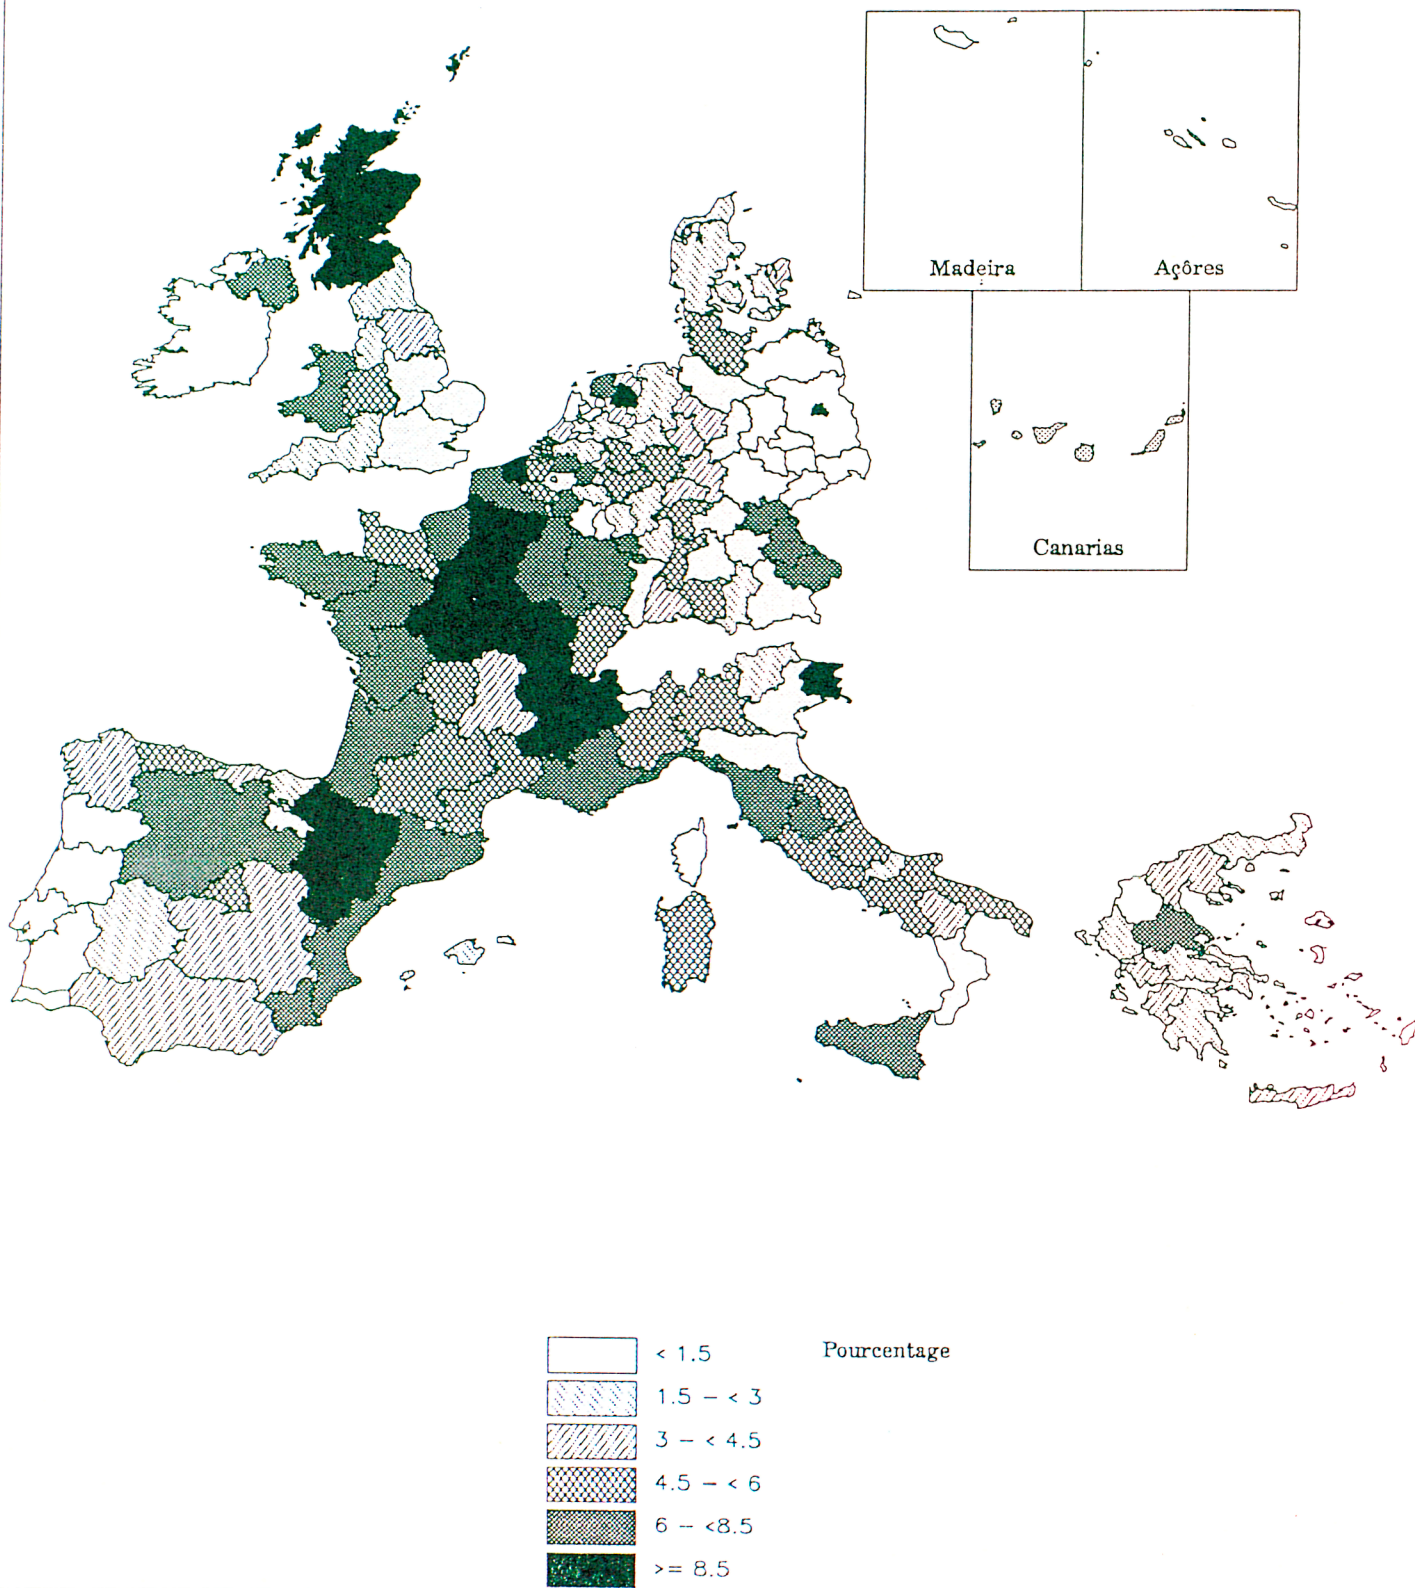 Madeira
Açôres
Canarias
Pourcentage
< 1.5
1.5 – < 3
3 – < 4.5
4.5 – < 6
6 – <8.5
>= 8.5